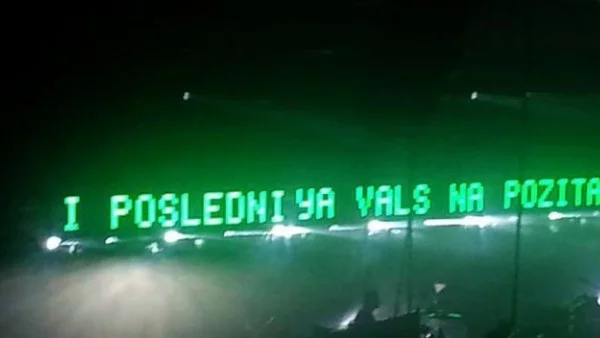 I POSLEDNIYA VALS NA POZITA